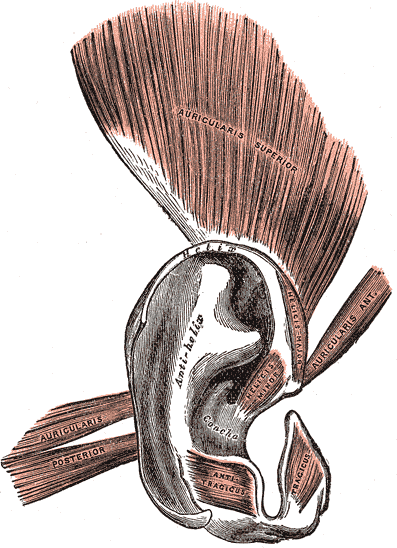 AURICULARIS SUPERIOR
Helix
HELICIS MAJOR
AURICULARIS ANT.
Anti-helix
HELICIS
MINOR
Concha
AURICULARIS
POSTERIOR
ANTI-
TRAGICUS
TRAGICUS